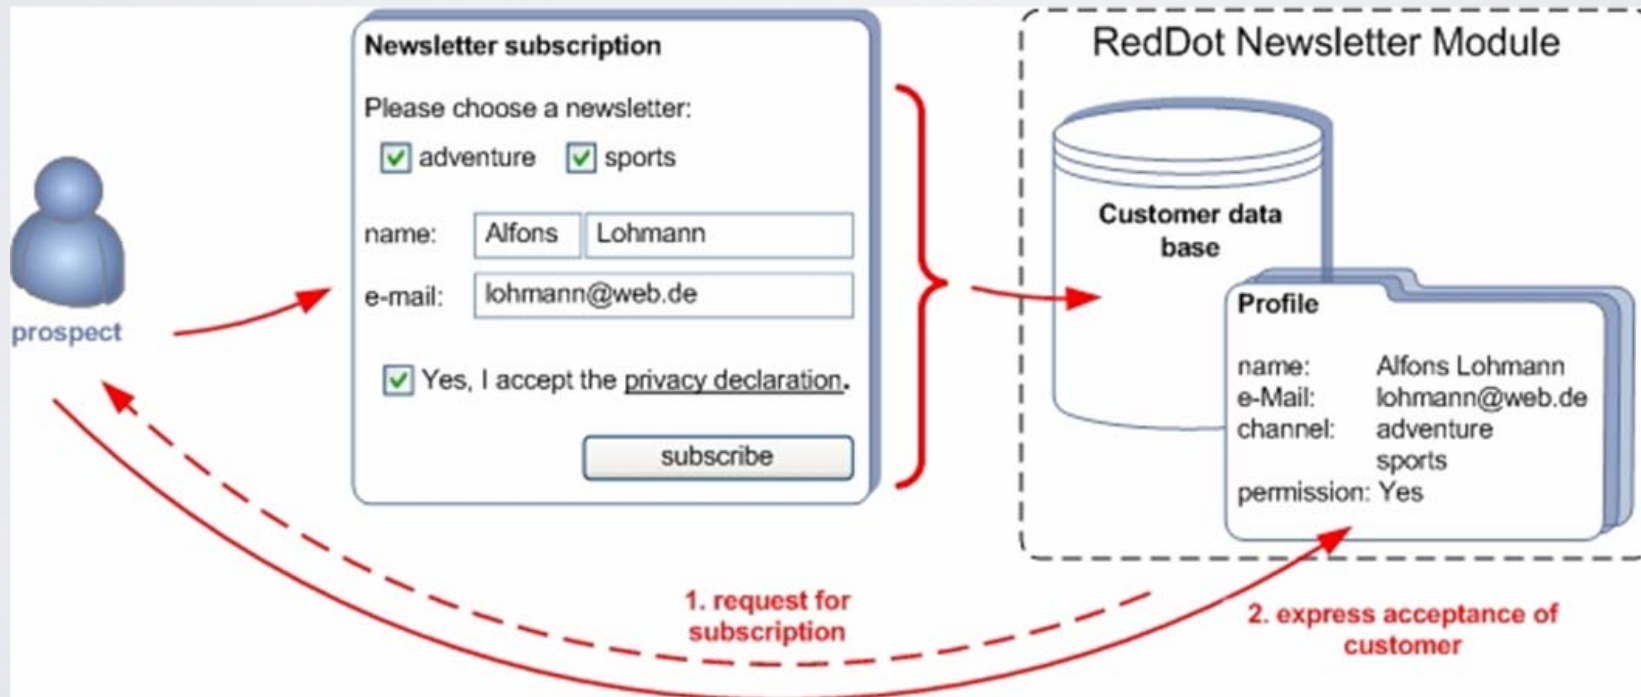 Newsletter subscription
Please choose a newsletter:
adventure sports
name: Alfons Lohmann
e-mail: lohmann@web.de
Yes, I accept the privacy declaration.
subscribe
prospect
RedDot Newsletter Module
Customer data
base
Profile
name: Alfons Lohmann
e-Mail: lohmann@web.de
channel: adventure
sports
permission: Yes
1. request for
subscription
2. express acceptance of
customer